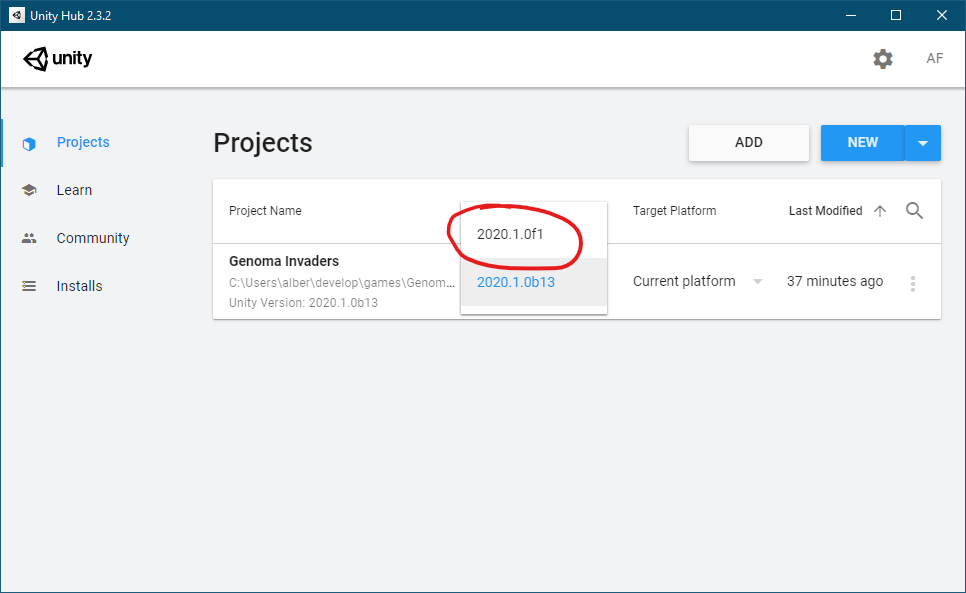 Unity Hub 2.3.2
unity
AF
Projects
Learn
Community
Installs
Projects
ADD
NEW
Project Name
Target Platform
Last Modified
2020.1.0f1
2020.1.0b13
Genoma Invaders
C:\Users\alber\develop\games\Genom...
Unity Version: 2020.1.0b13
Current platform
37 minutes ago